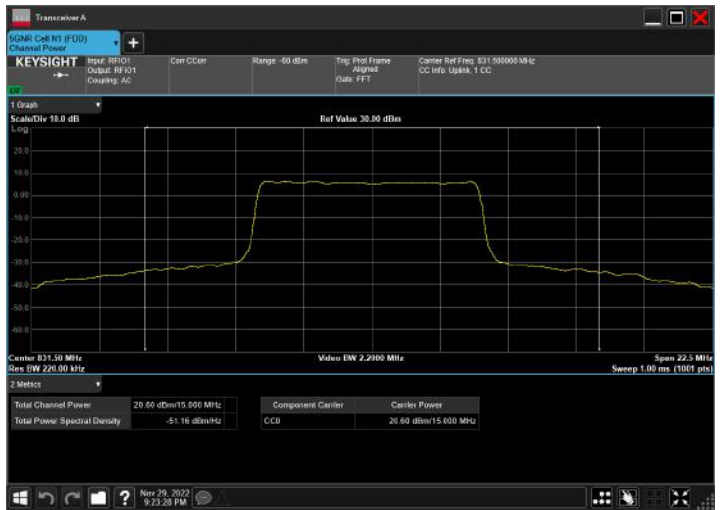 Transceiver A
5GNR Cell N1 (FDD)
Channel Power
KEYSIGHT
Input: RFIO1
Output: RFIO1
Coupling: AC
Corr CCorr
Range: -60 dBm
Trig: Prot Frame
Aligned
Gate: FFT
Carrier Ref Freq: 831.500000 MHz
CC Info: Uplink, 1 CC
1 Graph
Scale/Div 10.0 dB
Ref Value 30.00 dBm
Log
20.0
10.0
0.00
-10.0
-20.0
-30.0
-40.0
-50.0
-60.0
Center 831.50 MHz
Video BW 2.2000 MHz
Span 22.5 MHz
Res BW 220.00 kHz
Sweep 1.00 ms (1001 pts)
2 Metrics
Total Channel Power
20.60 dBm/15.000 MHz
Total Power Spectral Density
-51.16 dBm/Hz
Component Carrier
Carrier Power
CC0
20.60 dBm/15.000 MHz
Nov 29, 2022
9:23:28 PM